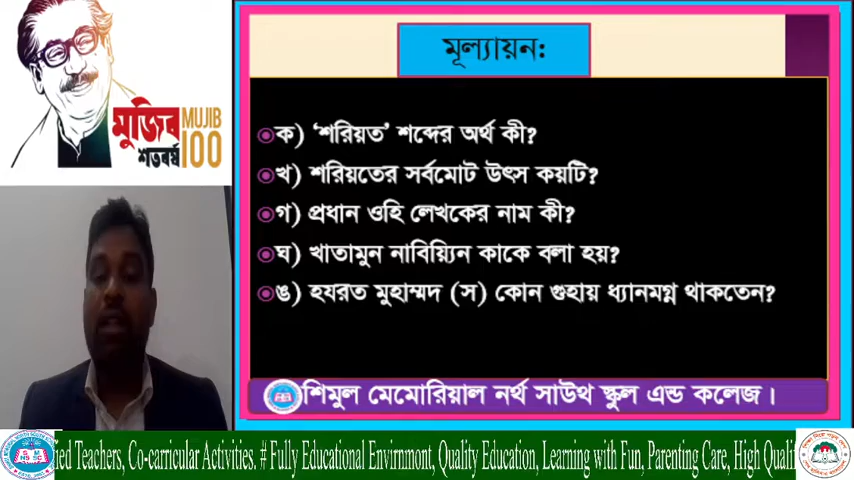 মূল্যায়ন:
মুজিব MUJIB
শতবর্ষ 100
ক) ‘শরিয়ত’ শব্দের অর্থ কী?
খ) শরিয়তের সর্বমোট উৎস কয়টি?
গ) প্রধান ওহি লেখকের নাম কী?
ঘ) খাতামুন নাবিয়্যিন কাকে বলা হয়?
ঙ) হযরত মুহাম্মদ (স) কোন গুহায় ধ্যানমগ্ন থাকতেন?
শিমুল মেমোরিয়াল নর্থ সাউথ স্কুল এন্ড কলেজ।
ied Teachers, Co-carricular Activities. # Fully Educational Envirnment, Quality Education, Learning with Fun, Parenting Care, High Quali